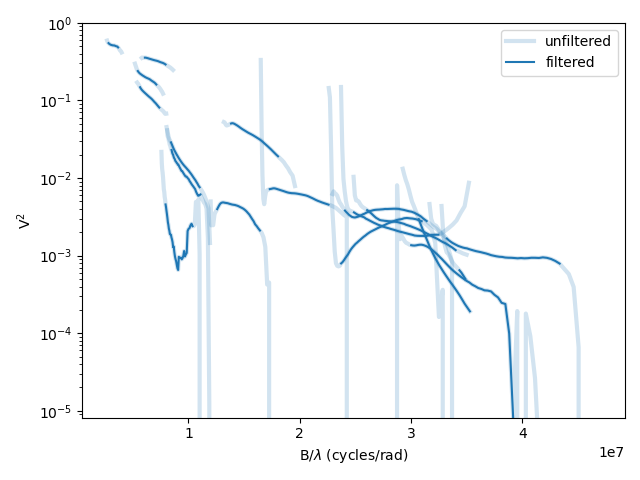 10⁰
10⁻¹
10⁻²
10⁻³
10⁻⁴
10⁻⁵
V²
unfiltered
filtered
1 2 3 4
1e7
B/λ (cycles/rad)